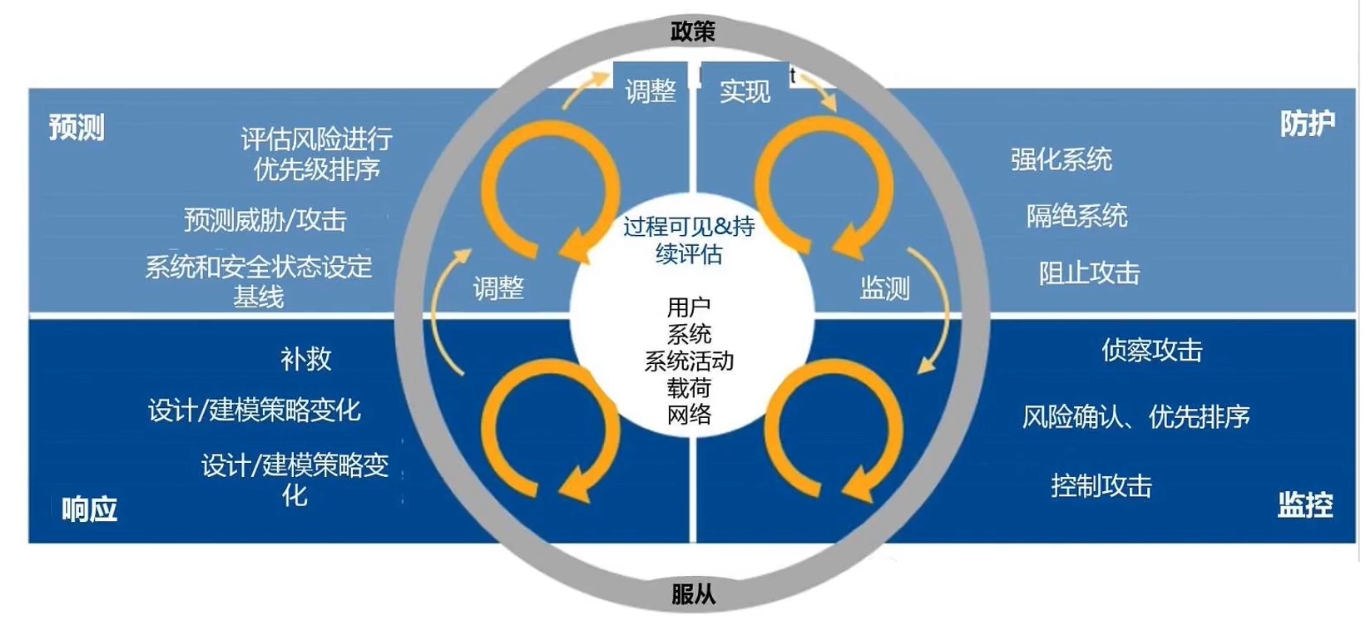 政策
调整
实现
t
预测
评估风险进行
优先级排序
预测威胁/攻击
系统和安全状态设定
基线
调整
防护
强化系统
隔绝系统
阻止攻击
监测
过程可见&持
续评估
用户
系统
系统活动
载荷
网络
补救
设计/建模策略变化
设计/建模策略变
化
响应
侦察攻击
风险确认、优先排序
控制攻击
监控
服从